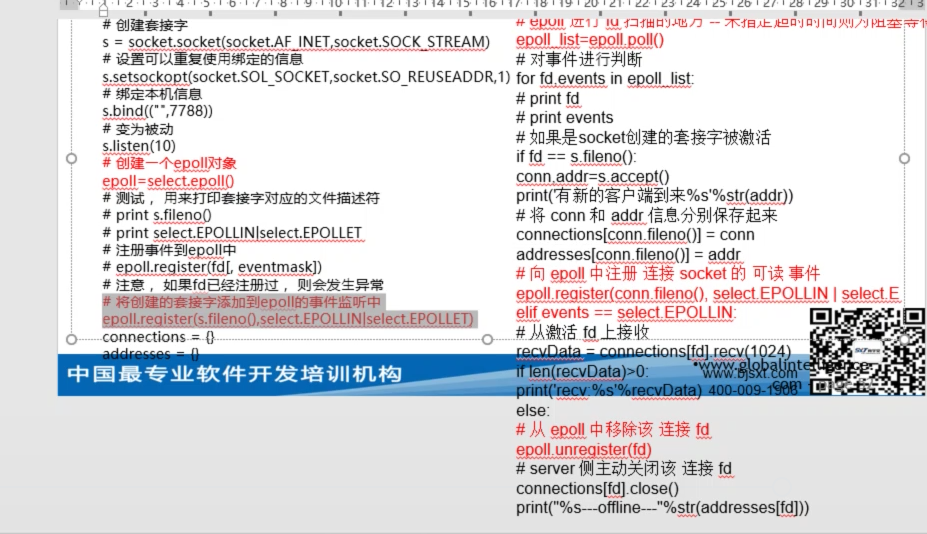 # 创建套接字
s = socket.socket(socket.AF_INET,socket.SOCK_STREAM)
# 设置可以重复使用绑定的信息
s.setsockopt(socket.SOL_SOCKET,socket.SO_REUSEADDR,1)
# 绑定本机信息
s.bind(("",7788))
# 变为被动
s.listen(10)
# 创建一个epoll对象
epoll=select.epoll()
# 测试，用来打印套接字对应的文件描述符
# print s.fileno()
# print select.EPOLLIN|select.EPOLLET
# 注册事件到epoll中
# epoll.register(fd[, eventmask])
# 注意，如果fd已经注册过，则会发生异常
# 将创建的套接字添加到epoll的事件监听中
epoll.register(s.fileno(),select.EPOLLIN|select.EPOLLET)
connections = {}
addresses = {}
中国最专业软件开发培训机构
# epoll 进行 fd 扫描的地方 -- 未指定超时时间则为阻塞等待
epoll_list=epoll.poll()
# 对事件进行判断
for fd,events in epoll_list:
# print fd
# print events
# 如果是socket创建的套接字被激活
if fd == s.fileno():
conn,addr=s.accept()
print('有新的客户端到来%s'%str(addr))
# 将 conn 和 addr 信息分别保存起来
connections[conn.fileno()] = conn
addresses[conn.fileno()] = addr
# 向 epoll 中注册 连接 socket 的 可读 事件
epoll.register(conn.fileno(), select.EPOLLIN | select.E
elif events == select.EPOLLIN:
# 从激活 fd 上接收
recvData = connections[fd].recv(1024)
if len(recvData)>0:
print('recv:%s'%recvData)
www.bjsxt.com
400-009-1906
else:
# 从 epoll 中移除该 连接 fd
epoll.unregister(fd)
# server 侧主动关闭该 连接 fd
connections[fd].close()
print("%s---offline---"%str(addresses[fd]))